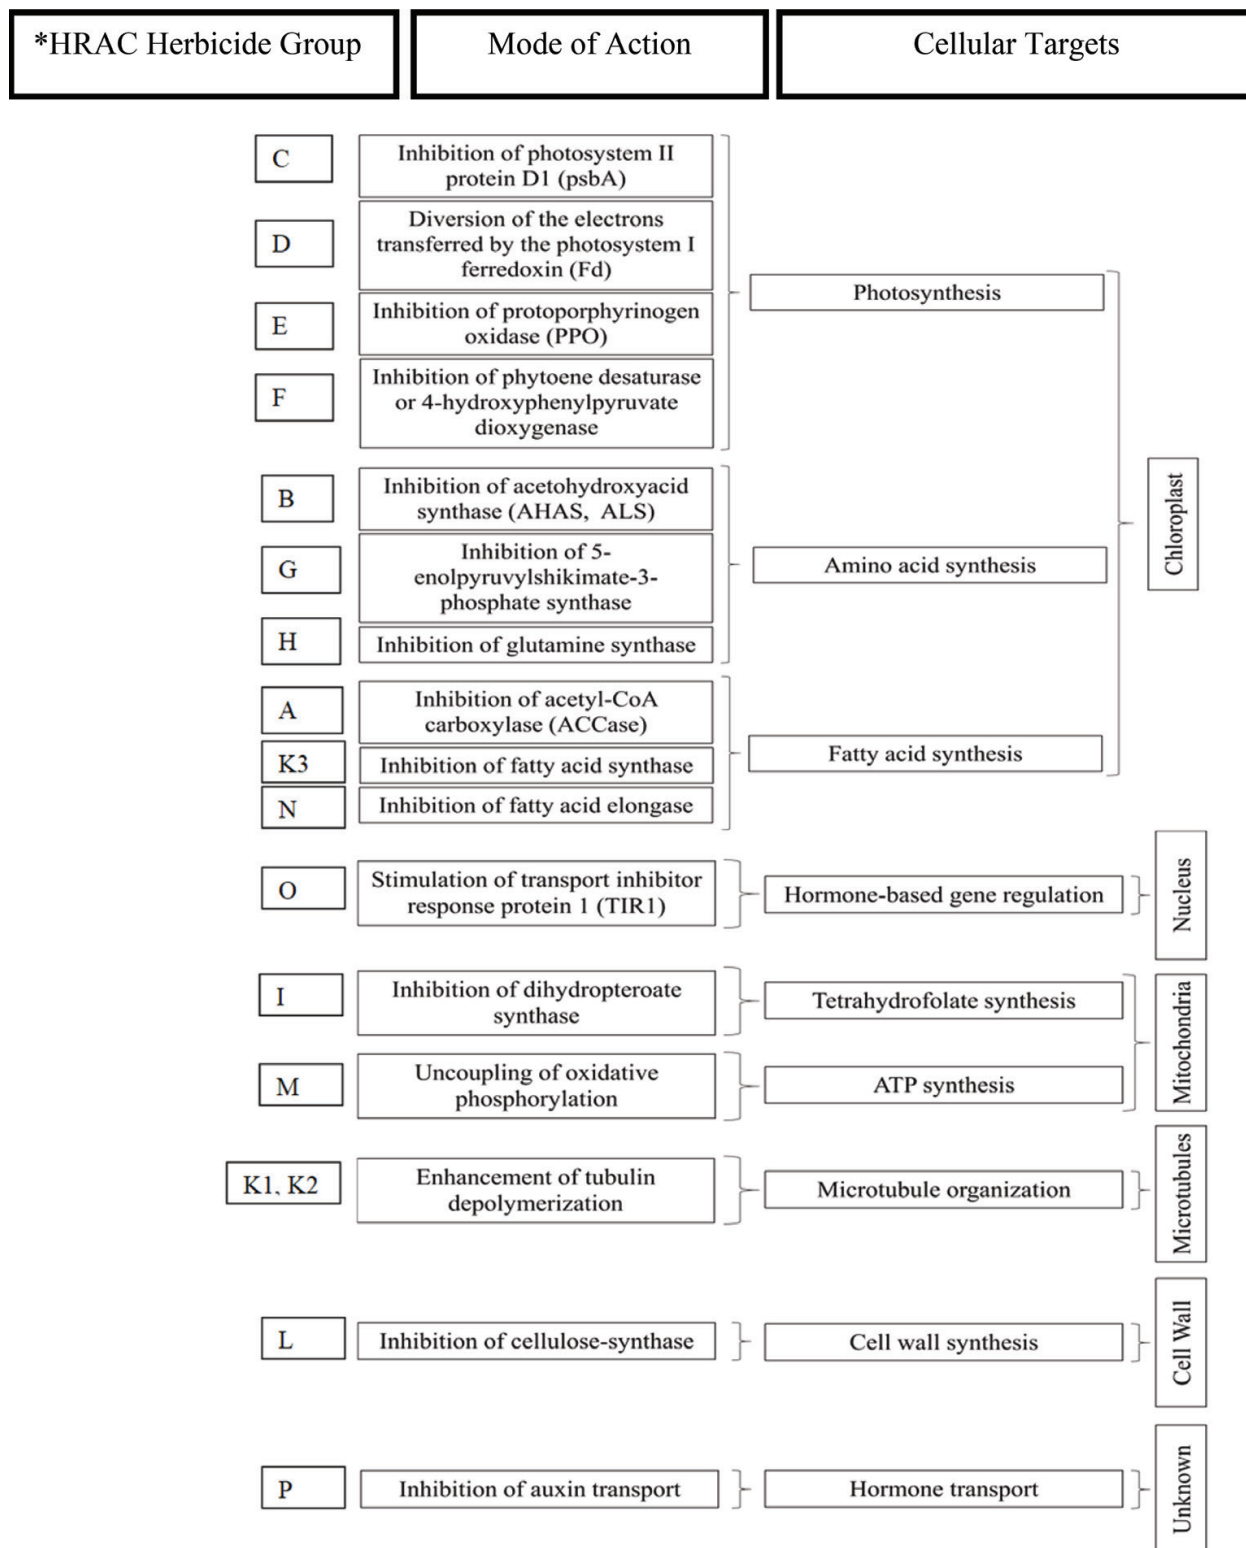 *HRAC Herbicide Group
Mode of Action
Cellular Targets
C
Inhibition of photosystem II
protein D1 (psbA)
D
Diversion of the electrons
transferred by the photosystem I
ferredoxin (Fd)
E
Inhibition of protoporphyrinogen
oxidase (PPO)
F
Inhibition of phytoene desaturase
or 4-hydroxyphenylpyruvate
dioxygenase
Photosynthesis
B
Inhibition of acetohydroxyacid
synthase (AHAS, ALS)
G
Inhibition of 5-
enolpyruvylshikimate-3-
phosphate synthase
H
Inhibition of glutamine synthase
Amino acid synthesis
A
Inhibition of acetyl-CoA
carboxylase (ACCase)
K3
Inhibition of fatty acid synthase
N
Inhibition of fatty acid elongase
Fatty acid synthesis
Chloroplast
O
Stimulation of transport inhibitor
response protein 1 (TIR1)
Hormone-based gene regulation
Nucleus
I
Inhibition of dihydropteroate
synthase
Tetrahydrofolate synthesis
M
Uncoupling of oxidative
phosphorylation
ATP synthesis
Mitochondria
K1, K2
Enhancement of tubulin
depolymerization
Microtubule organization
Microtubules
L
Inhibition of cellulose-synthase
Cell wall synthesis
Cell Wall
P
Inhibition of auxin transport
Hormone transport
Unknown